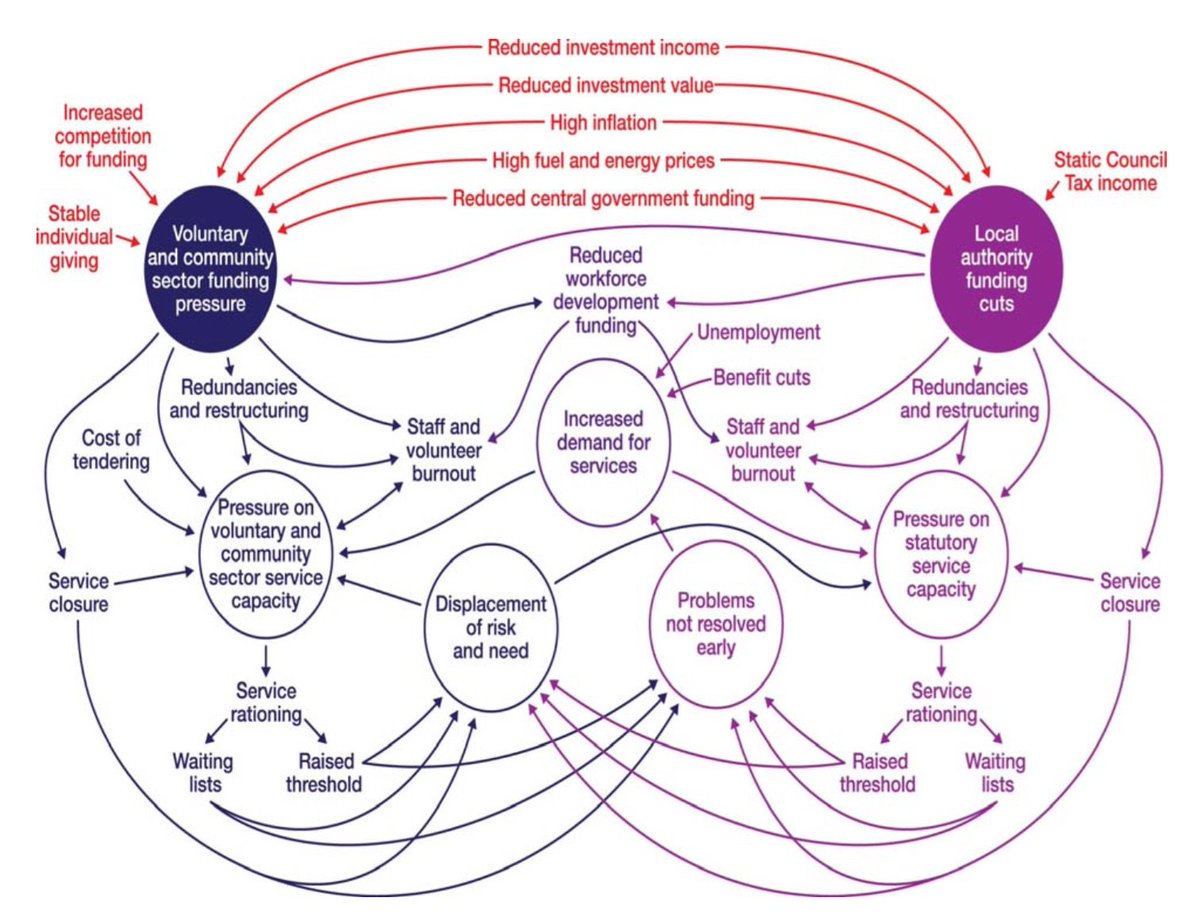 Reduced investment income
Reduced investment value
High inflation
High fuel and energy prices
Reduced central government funding
Increased
competition
for funding
Stable
individual
giving
Static Council
Tax income
Voluntary
and community
sector funding
pressure
Local
authority
funding
cuts
Reduced
workforce
development
funding
Unemployment
Benefit cuts
Redundancies
and restructuring
Cost of
tendering
Staff and
volunteer
burnout
Increased
demand for
services
Staff and
volunteer
burnout
Redundancies
and restructuring
Pressure on
voluntary and
community
sector service
capacity
Pressure on
statutory
service
capacity
Service
closure
Displacement
of risk
and need
Problems
not resolved
early
Service
closure
Service
rationing
Waiting
lists
Raised
threshold
Service
rationing
Raised
threshold
Waiting
lists